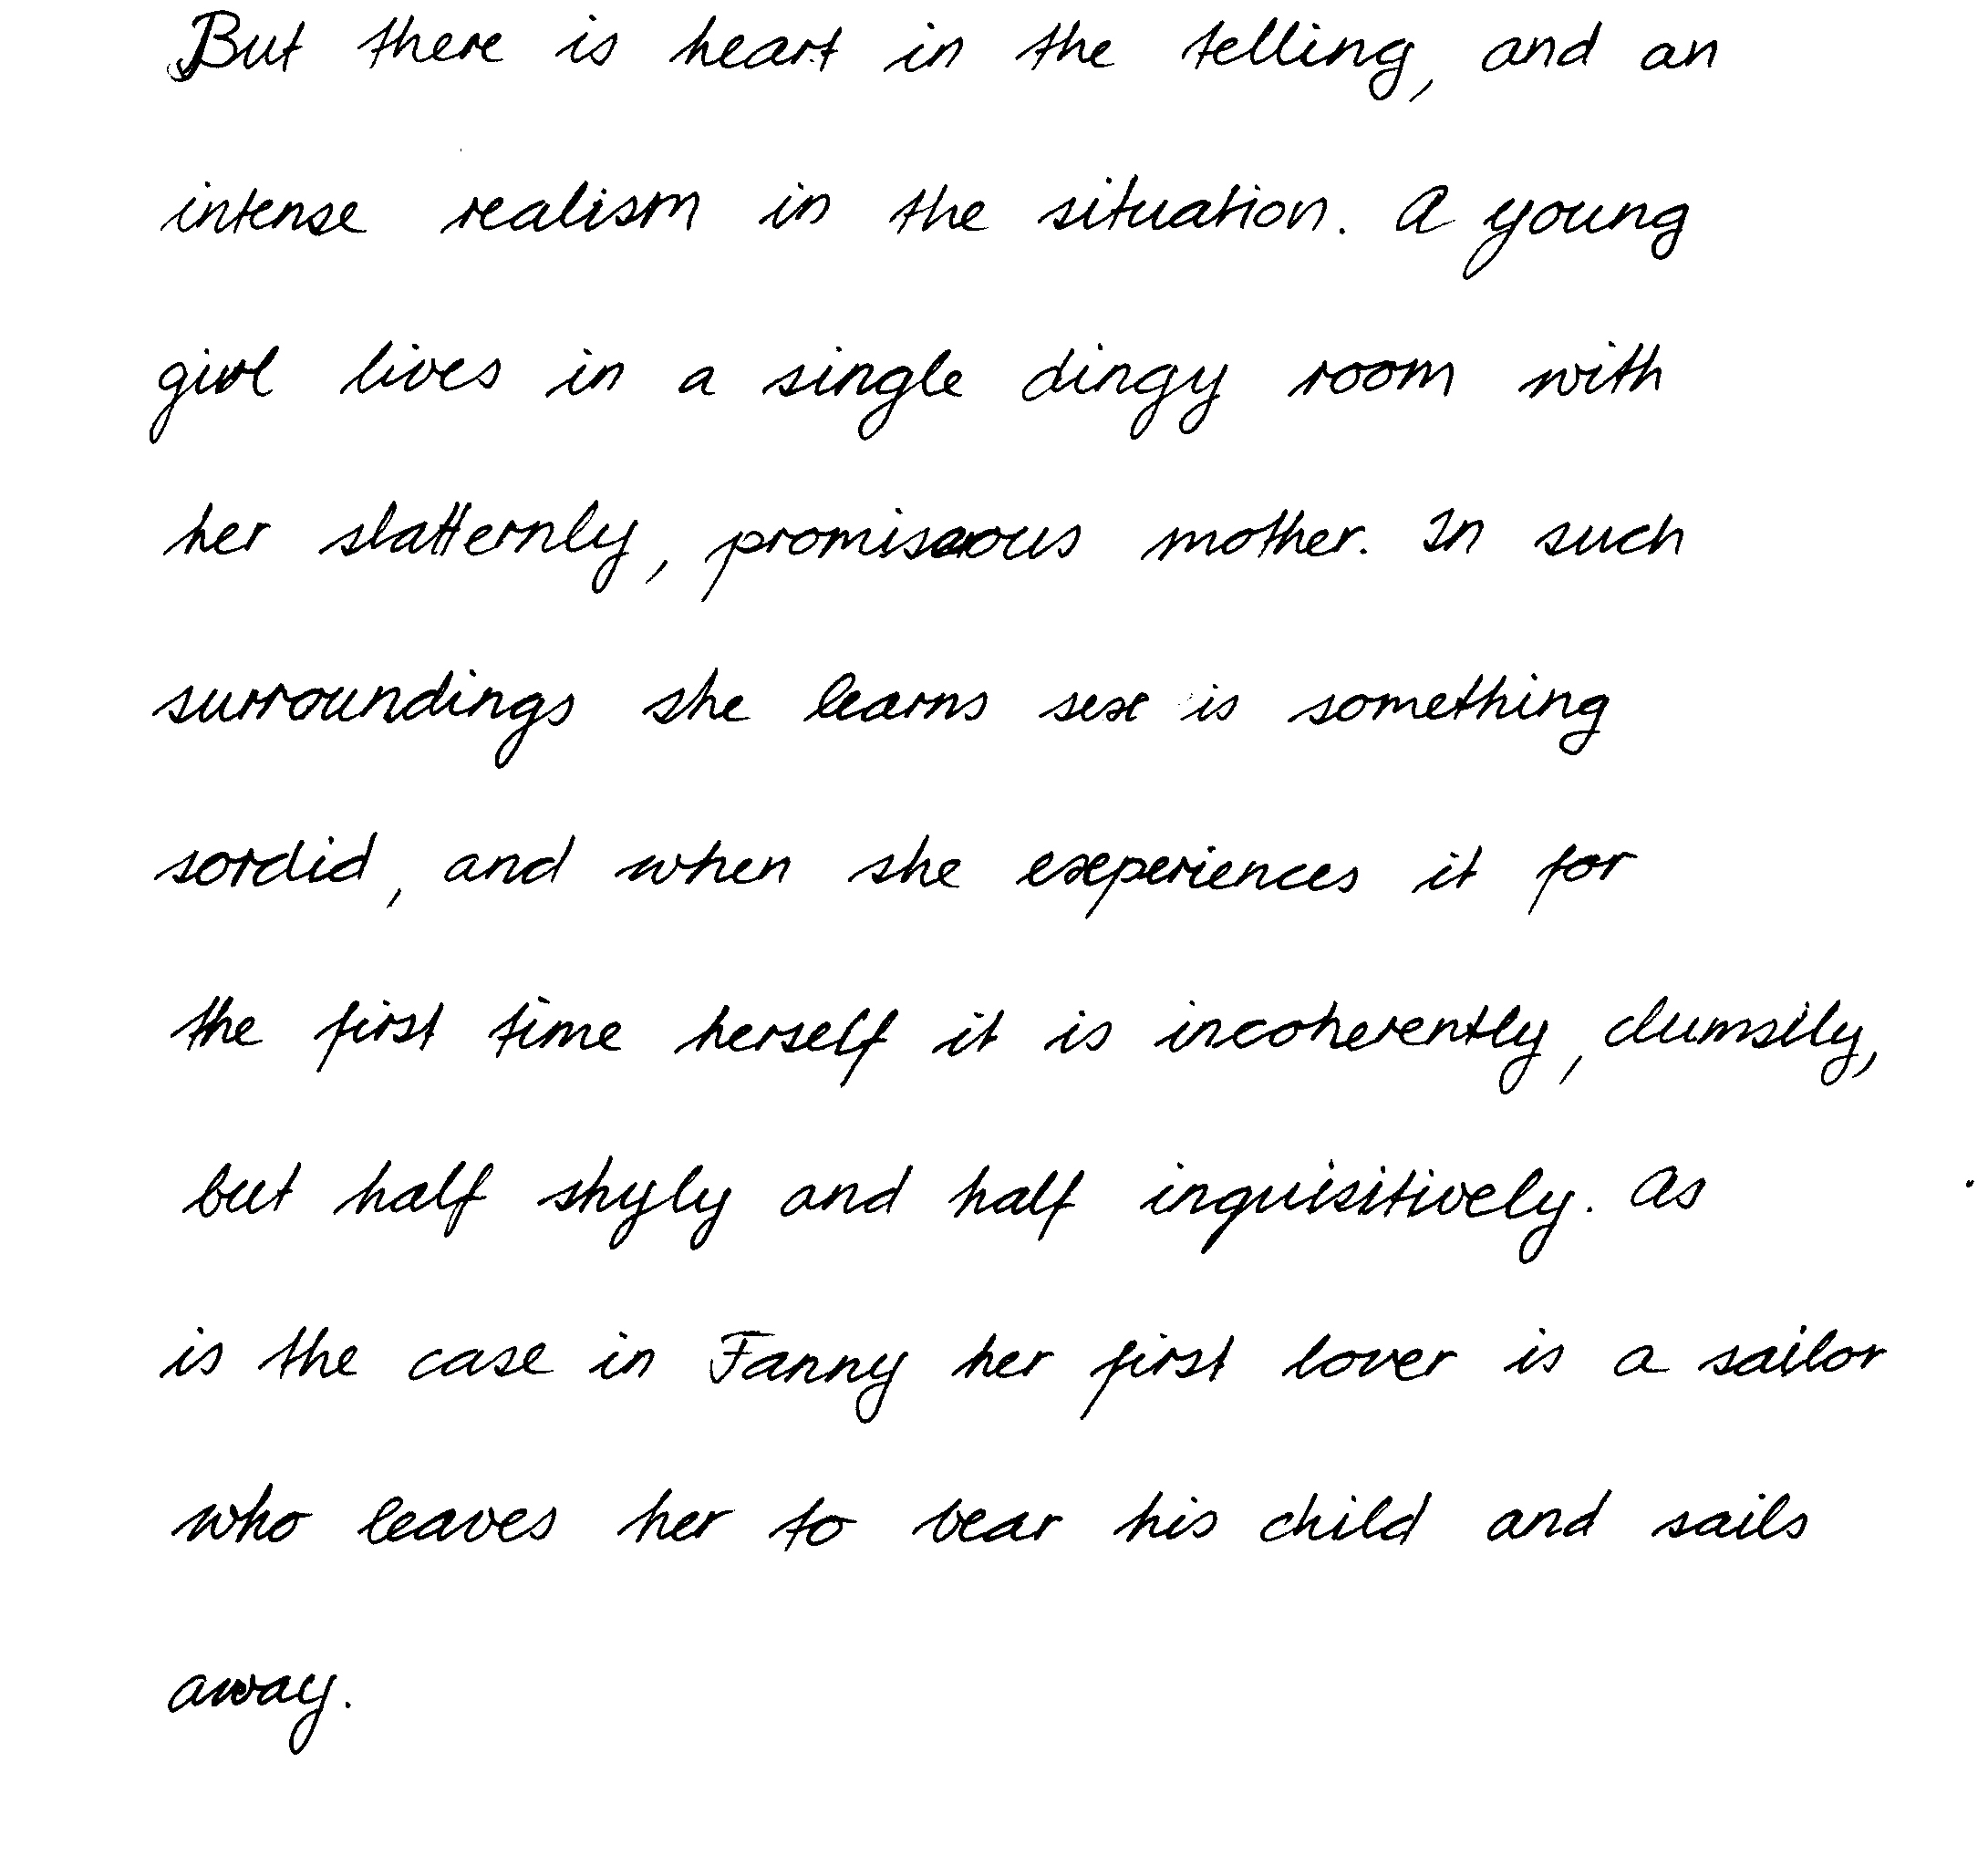 But there is heart in the telling, and an
intense realism in the situation. A young
girl lives in a single dingy room with
her slatternly, promiscuous mother. In such
surroundings she learns sex is something
sordid, and when she experiences it for
the first time herself it is incoherently, clumsily,
but half shyly and half inquisitively. As
is the case in Fanny her first lover is a sailor
who leaves her to bear his child and sails
away.